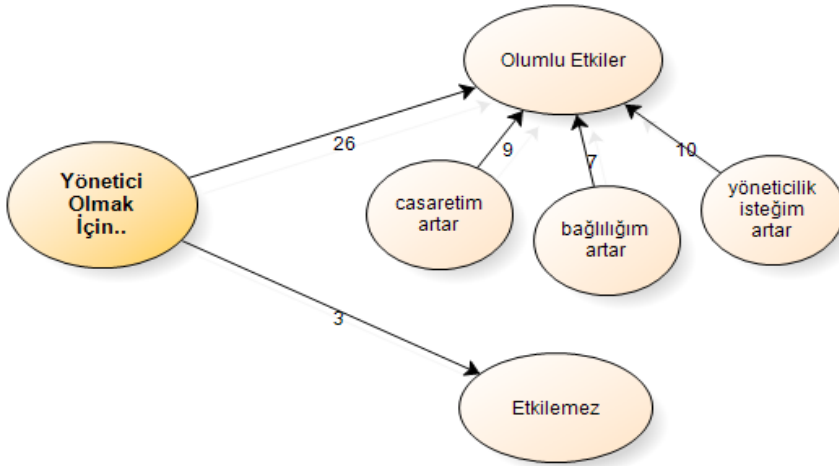 Olumlu Etkiler
26
9
7
10
Yönetici
Olmak
İçin..
casaretim
artar
bağlılığım
artar
yöneticilik
isteğim
artar
3
Etkilemez